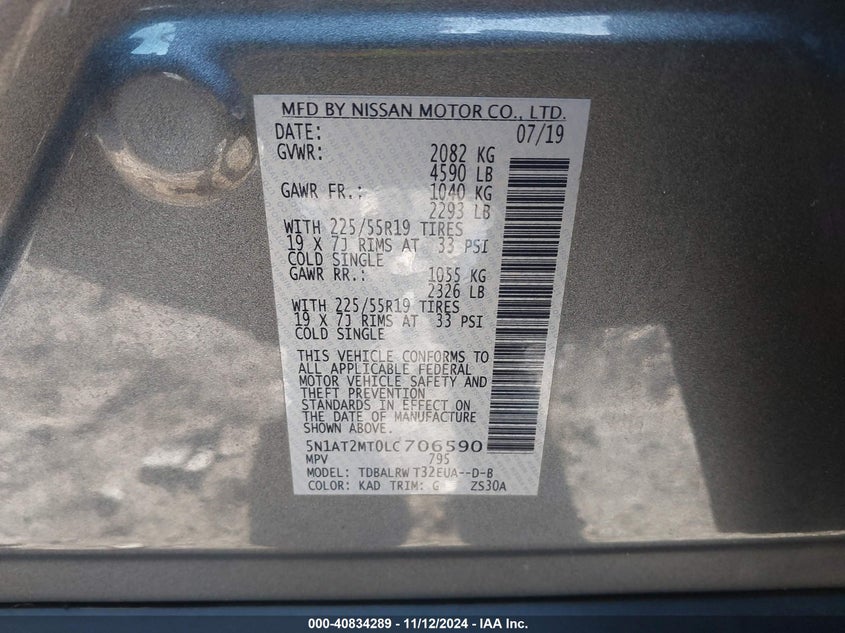 MFD BY NISSAN MOTOR CO., LTD.
DATE: 07/19
GVWR: 2082 KG
4590 LB
GAWR FR.: 1040 KG
2293 LB
WITH 225/55R19 TIRES
19 X 7J RIMS AT 33 PSI
COLD SINGLE
GAWR RR.: 1055 KG
2326 LB
WITH 225/55R19 TIRES
19 X 7J RIMS AT 33 PSI
COLD SINGLE
THIS VEHICLE CONFORMS TO
ALL APPLICABLE FEDERAL
MOTOR VEHICLE SAFETY AND
THEFT PREVENTION
STANDARDS IN EFFECT ON
THE DATE OF MANUFACTURE
SHOWN ABOVE.
5N1AT2MT0LC706590
MPV 795
MODEL: TDBALRW T32EUA--D-B
COLOR: KAD TRIM: G ZS30A
000-40834289 - 11/12/2024 - IAA Inc.